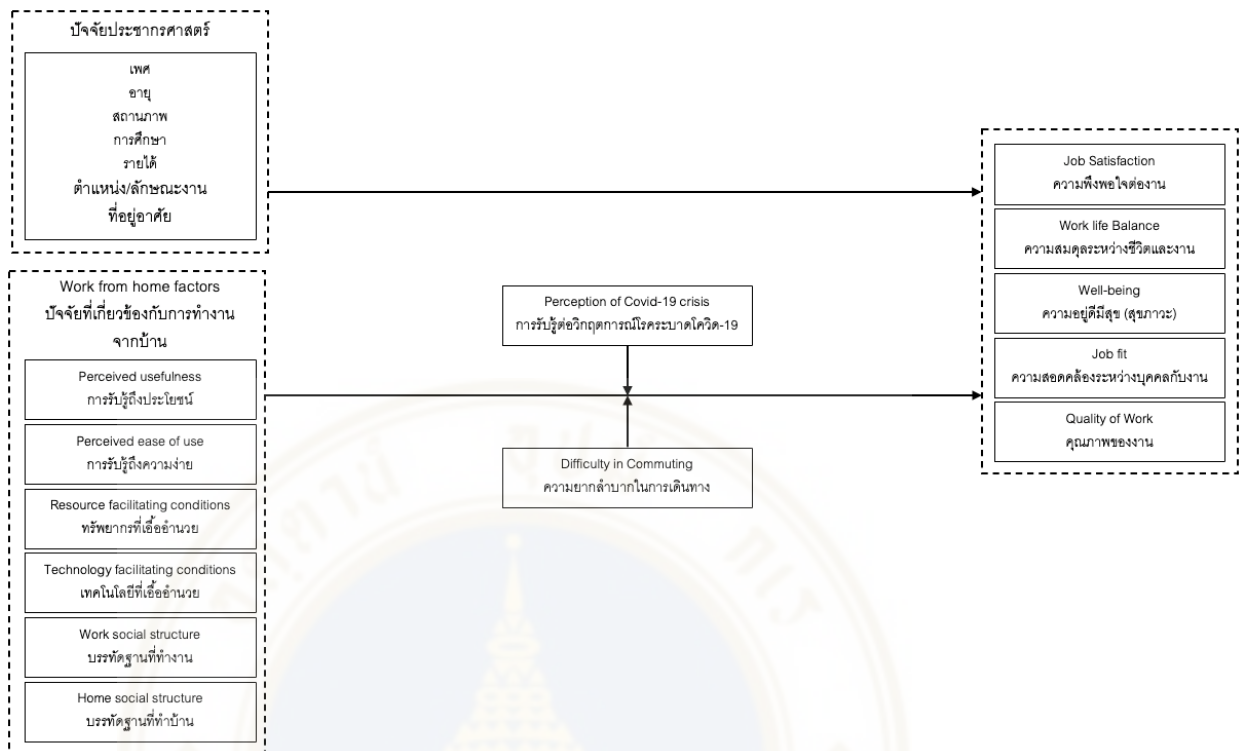 ปัจจัยประชากรศาสตร์
เพศ
อายุ
สถานภาพ
การศึกษา
รายได้
ตำแหน่ง/ลักษณะงาน
ที่อยู่อาศัย
Work from home factors
ปัจจัยที่เกี่ยวข้องกับการทำงาน
จากบ้าน
Perceived usefulness
การรับรู้ถึงประโยชน์
Perceived ease of use
การรับรู้ถึงความง่าย
Resource facilitating conditions
ทรัพยากรที่เอื้ออำนวย
Technology facilitating conditions
เทคโนโลยีที่เอื้ออำนวย
Work social structure
บรรทัดฐานที่ทำงาน
Home social structure
บรรทัดฐานที่ทำบ้าน
Perception of Covid-19 crisis
การรับรู้ต่อวิกฤตการณ์โรคระบาดโควิด-19
Difficulty in Commuting
ความยากลำบากในการเดินทาง
Job Satisfaction
ความพึงพอใจต่องาน
Work life Balance
ความสมดุลระหว่างชีวิตและงาน
Well-being
ความอยู่ดีมีสุข (สุขภาวะ)
Job fit
ความสอดคล้องระหว่างบุคคลกับงาน
Quality of Work
คุณภาพของงาน